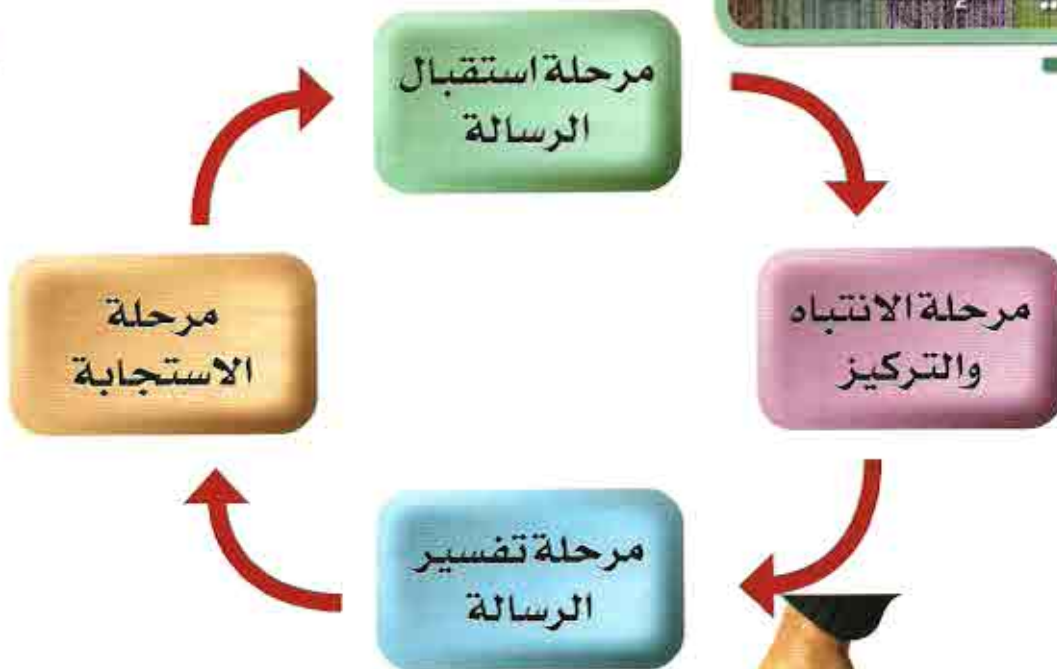 مرحلة استقبال
الرسالة
مرحلة الانتباه
والتركيز
مرحلة تفسير
الرسالة
مرحلة
الاستجابة